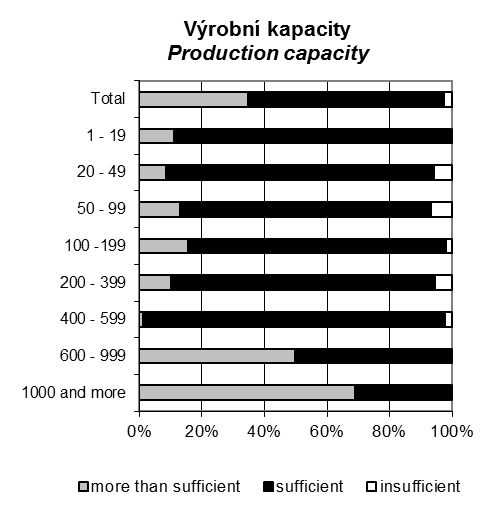 Výrobní kapacity
Production capacity
Total
1 - 19
20 - 49
50 - 99
100 -199
200 - 399
400 - 599
600 - 999
1000 and more
0% 20% 40% 60% 80% 100%
more than sufficient sufficient insufficient